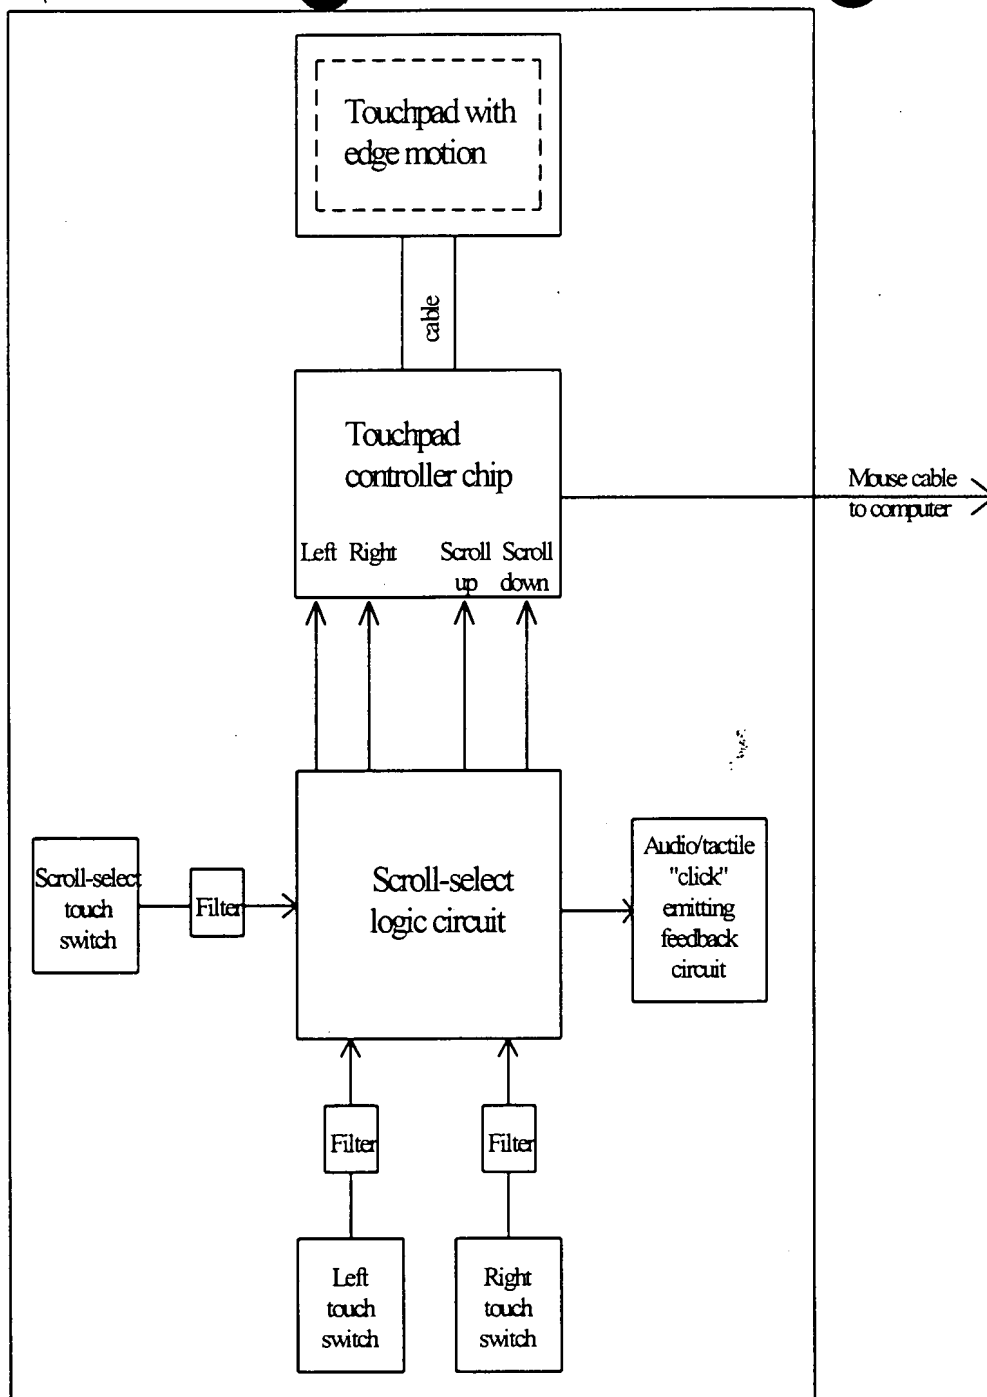 Touchpad with
edge motion
cable
Touchpad
controller chip
Mouse cable
to computer
Left Right Scroll Scroll
up down
Scroll-select
touch
switch
Filter
Scroll-select
logic circuit
Audio/tactile
"click"
emitting
feedback
circuit
Filter
Filter
Left
touch
switch
Right
touch
switch